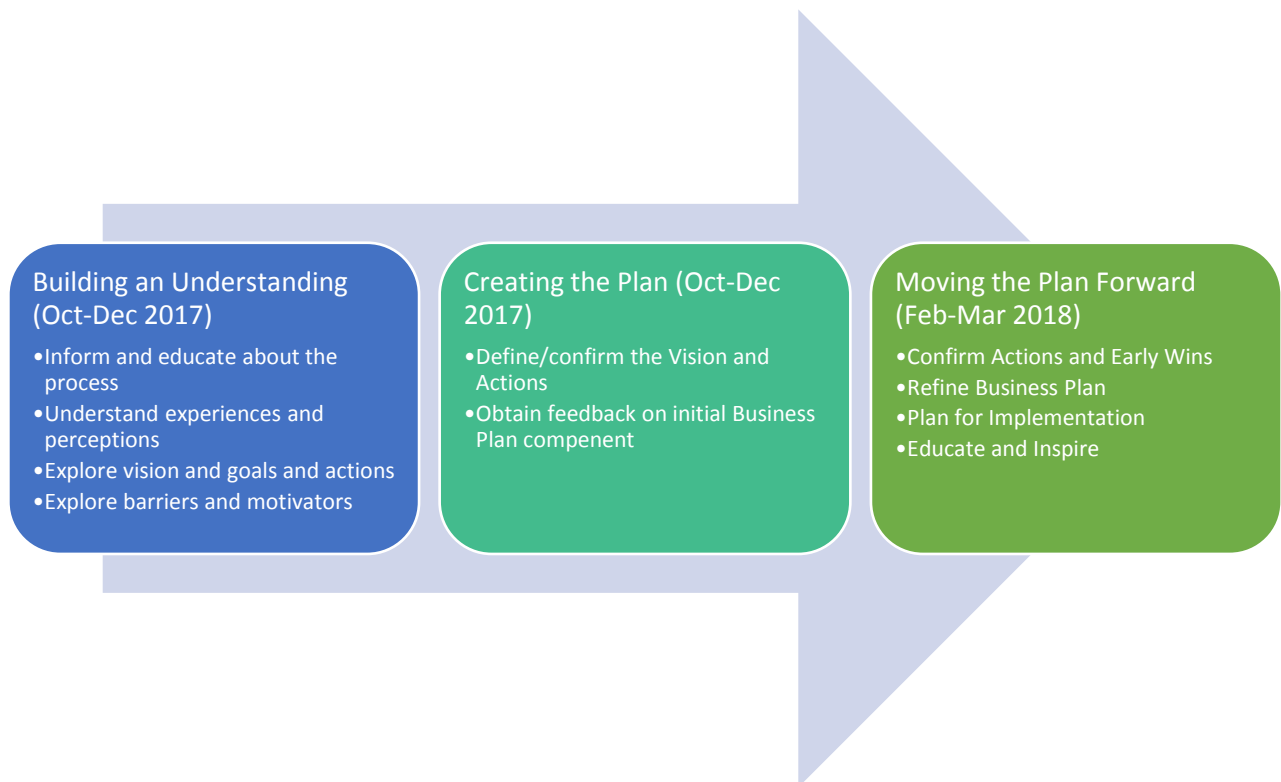 Building an Understanding
(Oct-Dec 2017)
•Inform and educate about the
process
•Understand experiences and
perceptions
•Explore vision and goals and actions
•Explore barriers and motivators
Creating the Plan (Oct-Dec
2017)
•Define/confirm the Vision and
Actions
•Obtain feedback on initial Business
Plan compenent
Moving the Plan Forward
(Feb-Mar 2018)
•Confirm Actions and Early Wins
•Refine Business Plan
•Plan for Implementation
•Educate and Inspire